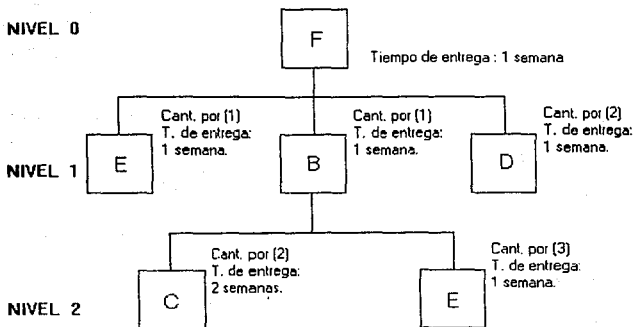 NIVEL 0
F
Tiempo de entrega : 1 semana
Cant. por (1)
T. de entrega:
1 semana.
Cant. por (1)
T. de entrega:
1 semana.
Cant. por (2)
T. de entrega:
1 semana.
NIVEL 1
E
B
D
Cant. por (2)
T. de entrega:
2 semanas.
Cant. por (3)
T. de entrega:
1 semana.
NIVEL 2
C
E